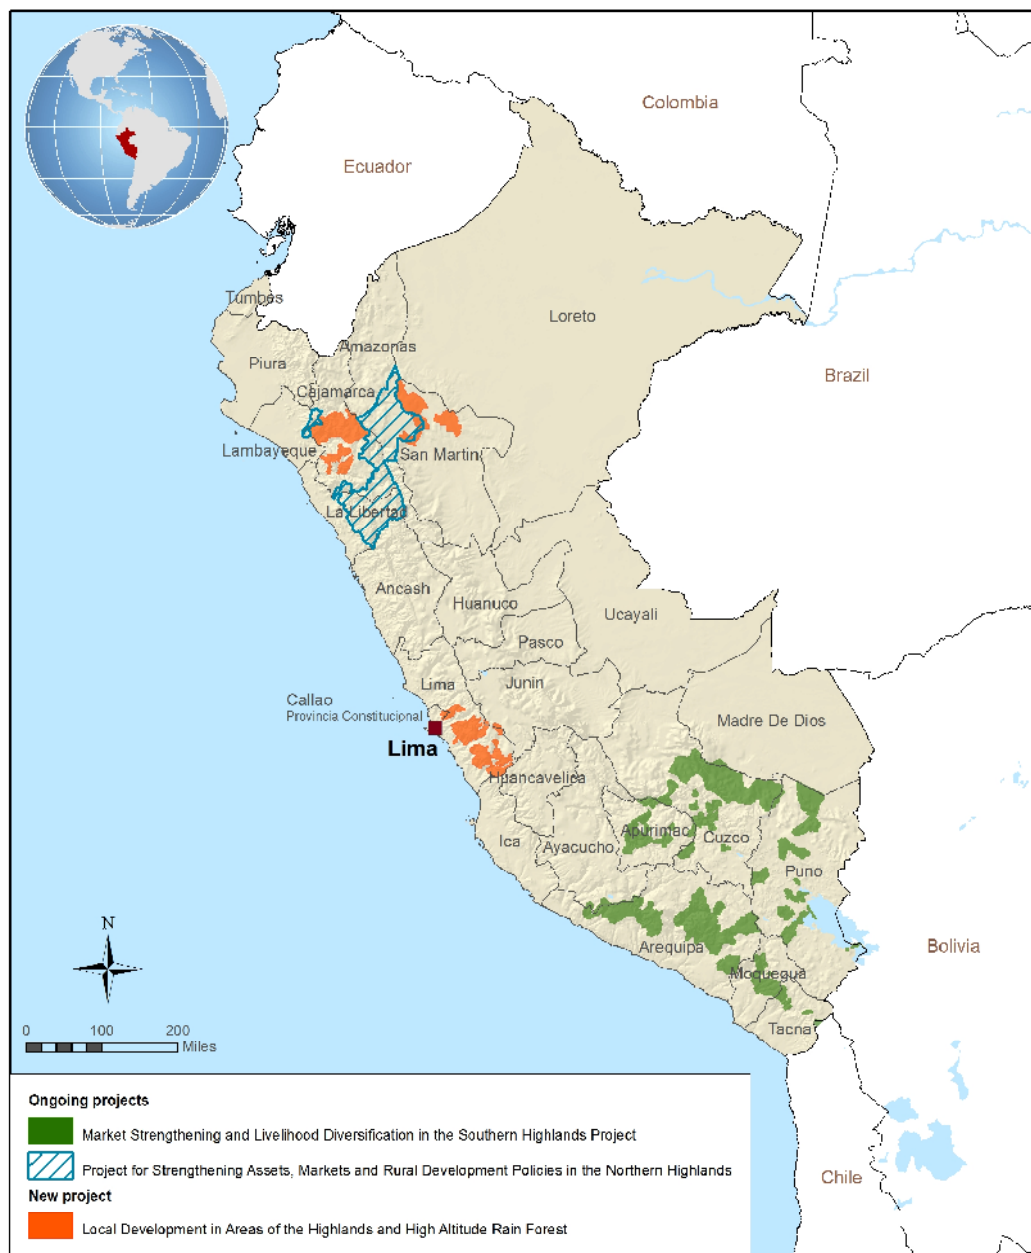 Colombia
Ecuador
Tumbes
Loreto
Amazonas
Piura
Brazil
Cajamarca
Lambayeque
San Martin
La Libertad
Ancash
Huanuco
Ucayali
Pasco
Lima
Junin
Callao
Provincia Constitucional
Madre De Dios
Lima
Huancavelica
Apurimac
Cuzco
Ica
Ayacucho
Puno
N
Arequipa
Bolivia
Moquegua
Tacna
0 100 200
Miles
Ongoing projects
Market Strengthening and Livelihood Diversification in the Southern Highlands Project
Project for Strengthening Assets, Markets and Rural Development Policies in the Northern Highlands
New project
Local Development in Areas of the Highlands and High Altitude Rain Forest
Chile